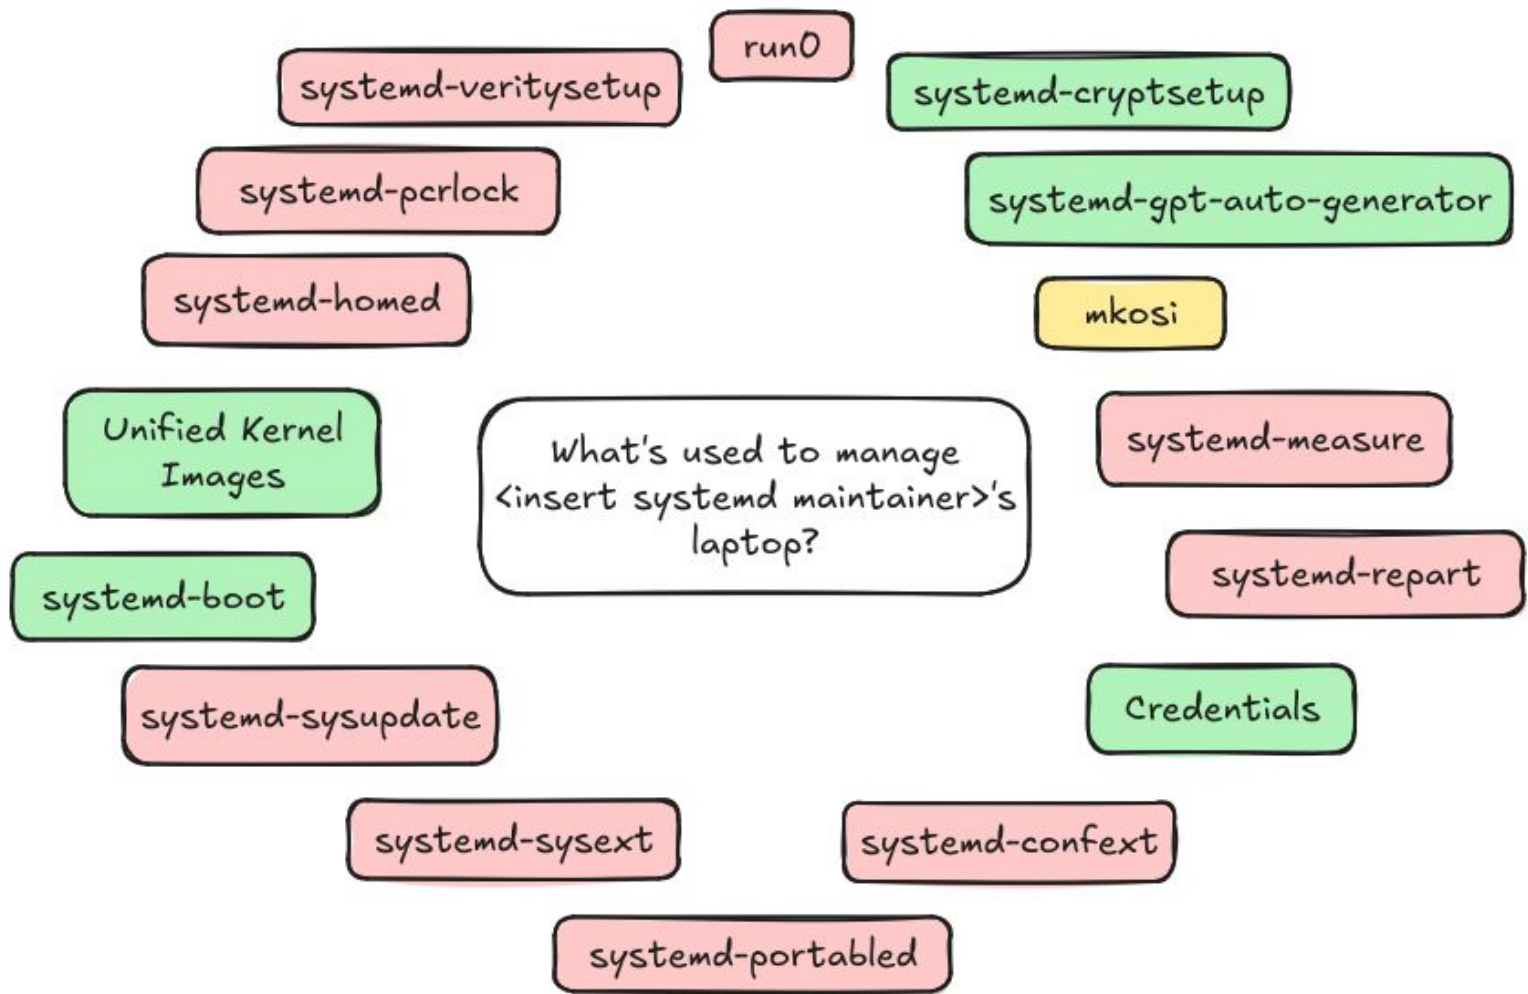 run0
systemd-veritysetup
systemd-cryptsetup
systemd-pcrlock
systemd-gpt-auto-generator
systemd-homed
mkosi
Unified Kernel
Images
What's used to manage
<insert systemd maintainer>'s
laptop?
systemd-measure
systemd-boot
systemd-repart
systemd-sysupdate
Credentials
systemd-sysext
systemd-confext
systemd-portabled